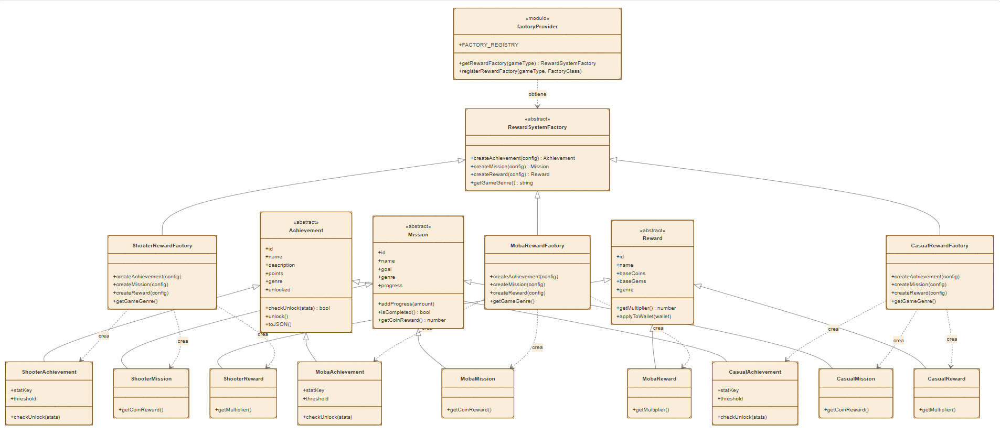 «modulo»
factoryProvider
+FACTORY_REGISTRY
+getRewardFactory(gameType) : RewardSystemFactory
+registerRewardFactory(gameType, FactoryClass)
obtiene
«abstract»
RewardSystemFactory
+createAchievement(config) : Achievement
+createMission(config) : Mission
+createReward(config) : Reward
+getGameGenre() : string
ShooterRewardFactory
+createAchievement(config)
+createMission(config)
+createReward(config)
+getGameGenre()
«abstract»
Achievement
+id
+name
+description
+points
+genre
+unlocked
+checkUnlock(stats) : bool
+unlock()
+toJSON()
«abstract»
Mission
+id
+name
+goal
+genre
+progress
+addProgress(amount)
+isCompleted() : bool
+getCoinReward() : number
MobaRewardFactory
+createAchievement(config)
+createMission(config)
+createReward(config)
+getGameGenre()
«abstract»
Reward
+id
+name
+baseCoins
+baseGems
+genre
+getMultiplier() : number
+applyToWallet(wallet)
CasualRewardFactory
+createAchievement(config)
+createMission(config)
+createReward(config)
+getGameGenre()
crea
crea
crea
crea
crea
crea
crea
crea
crea
ShooterAchievement
+statKey
+threshold
+checkUnlock(stats)
ShooterMission
+getCoinReward()
ShooterReward
+getMultiplier()
MobaAchievement
+statKey
+threshold
+checkUnlock(stats)
MobaMission
+getCoinReward()
MobaReward
+getMultiplier()
CasualAchievement
+statKey
+threshold
+checkUnlock(stats)
CasualMission
+getCoinReward()
CasualReward
+getMultiplier()